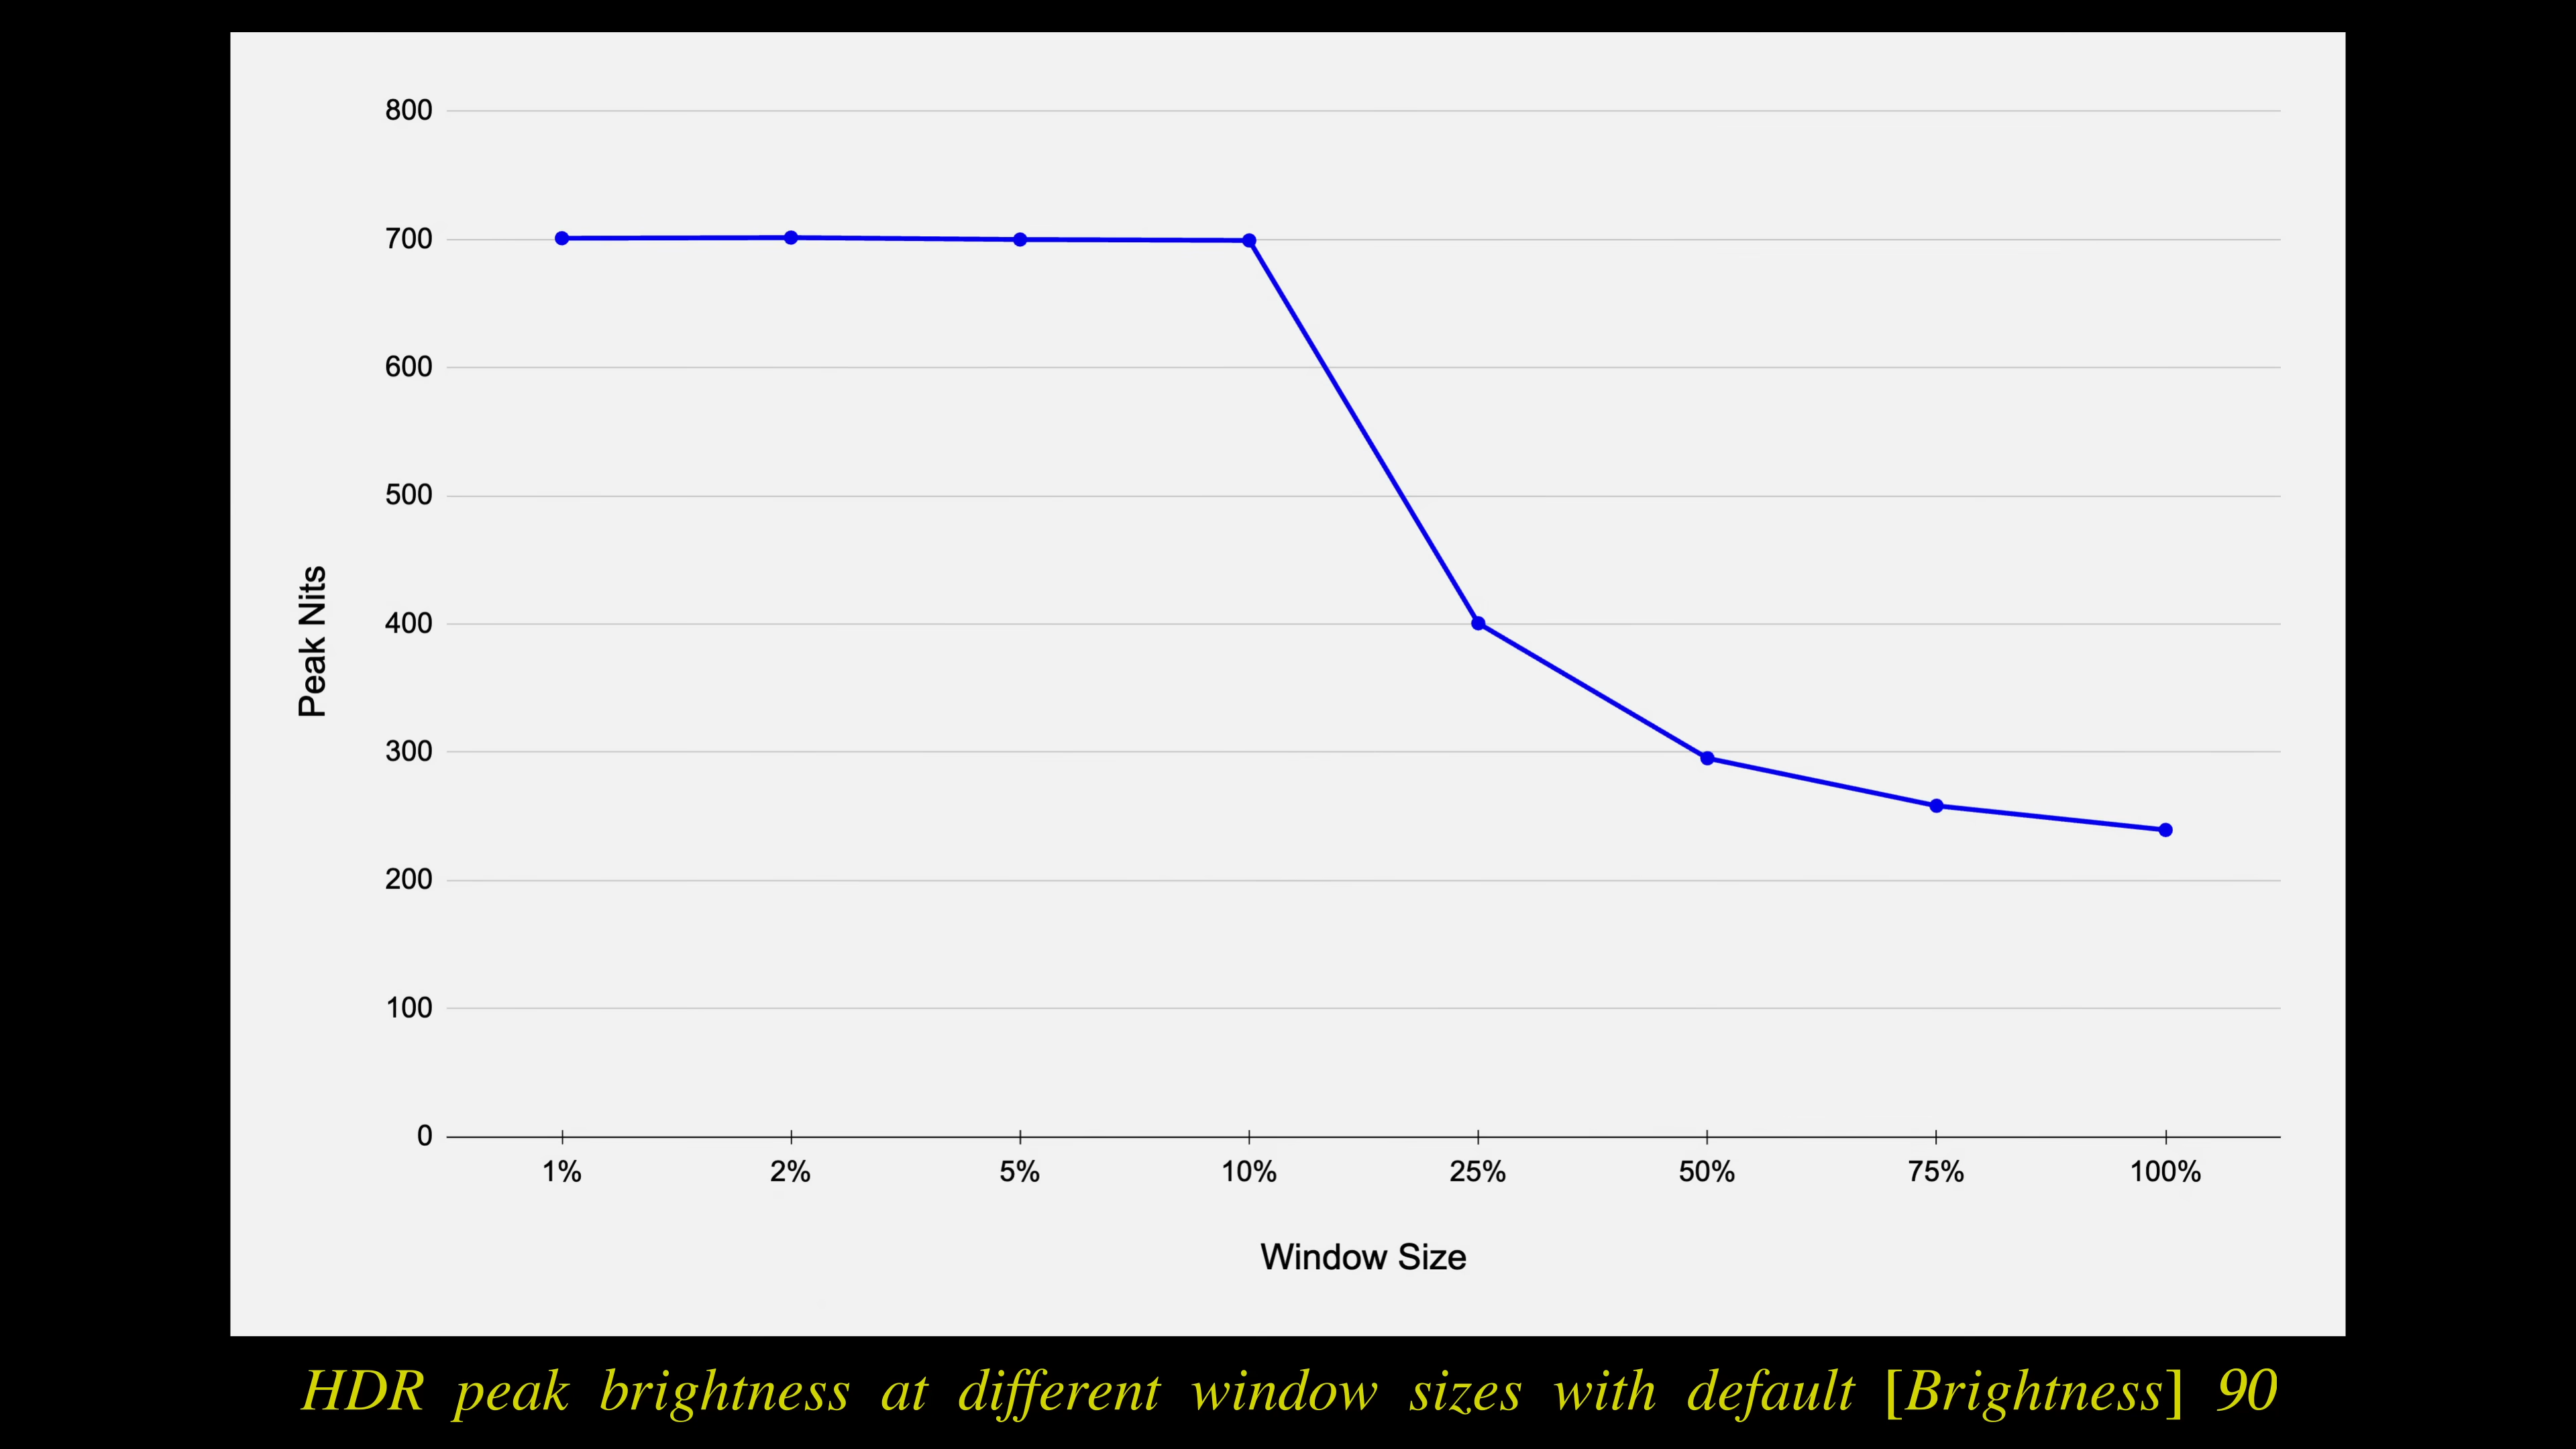 800
700
600
500
400
300
200
100
0
Peak Nits
1% 2% 5% 10% 25% 50% 75% 100%
Window Size
HDR peak brightness at different window sizes with default [Brightness] 90